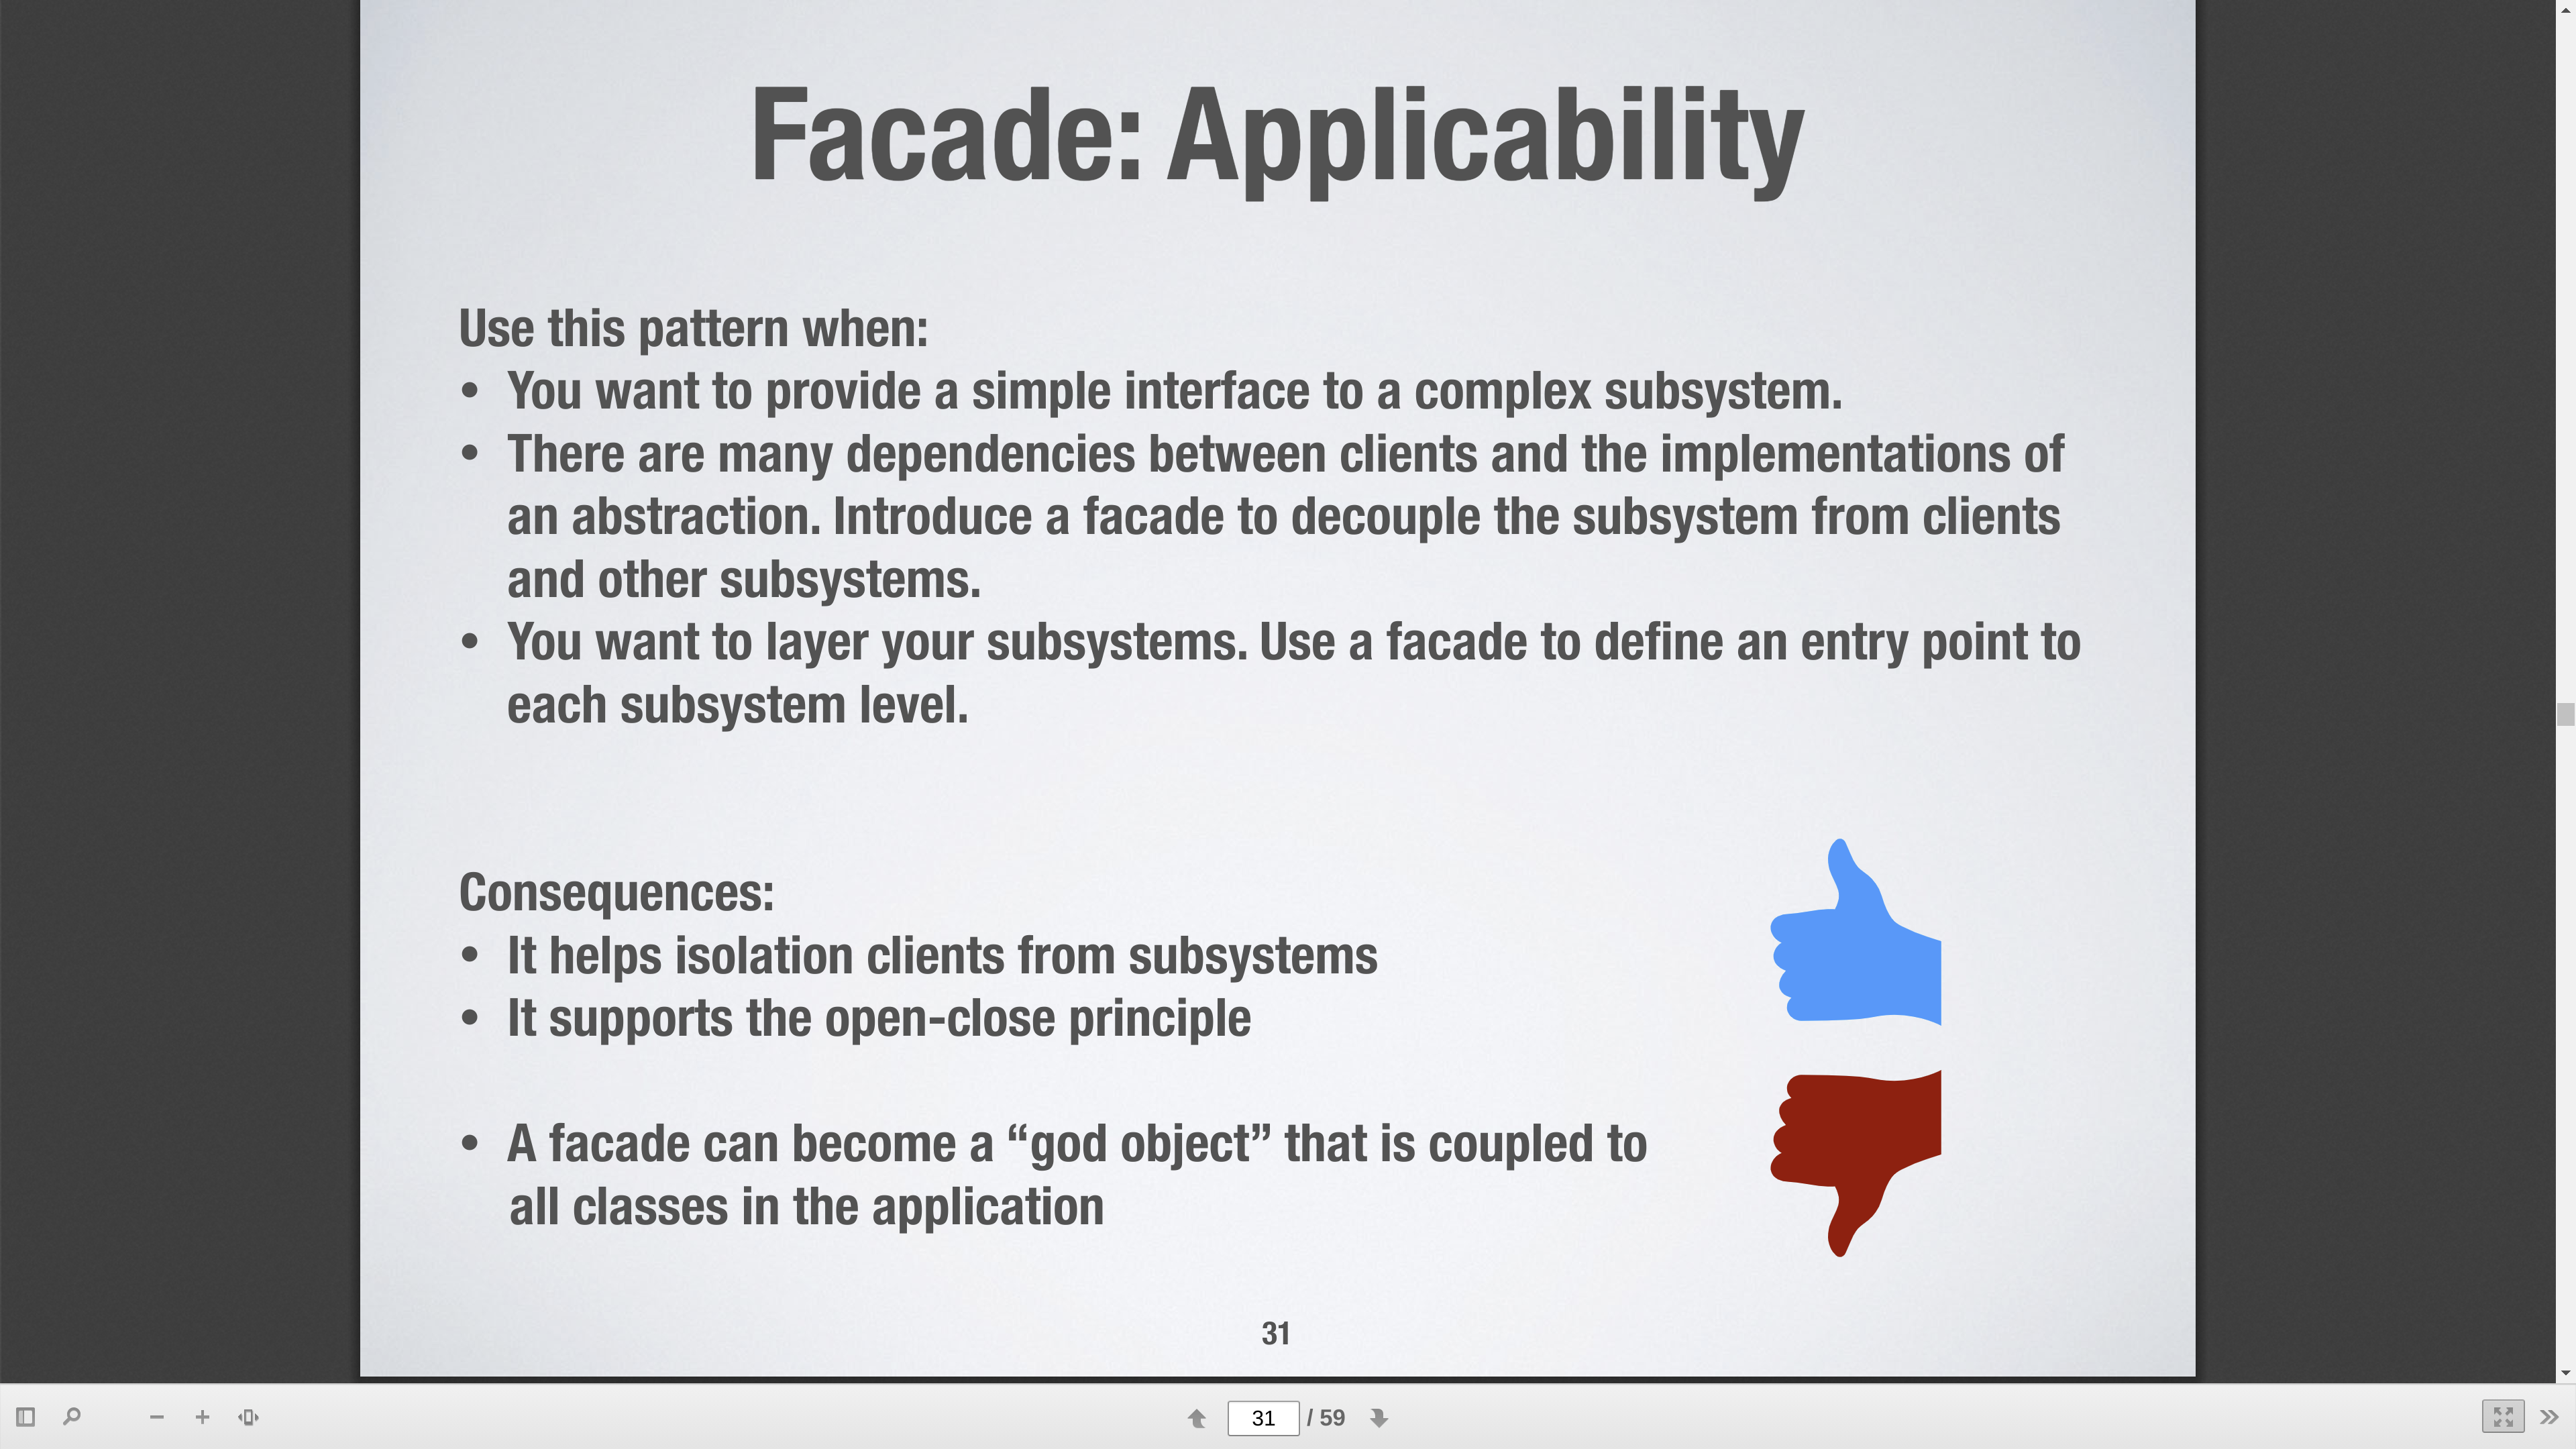 Facade: Applicability
Use this pattern when:
• You want to provide a simple interface to a complex subsystem.
• There are many dependencies between clients and the implementations of
an abstraction. Introduce a facade to decouple the subsystem from clients
and other subsystems.
• You want to layer your subsystems. Use a facade to define an entry point to
each subsystem level.
Consequences:
• It helps isolation clients from subsystems
• It supports the open-close principle
• A facade can become a “god object” that is coupled to
all classes in the application
31
31 / 59